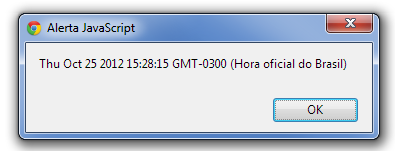 Alerta JavaScript
Thu Oct 25 2012 15:28:15 GMT-0300 (Hora oficial do Brasil)
OK